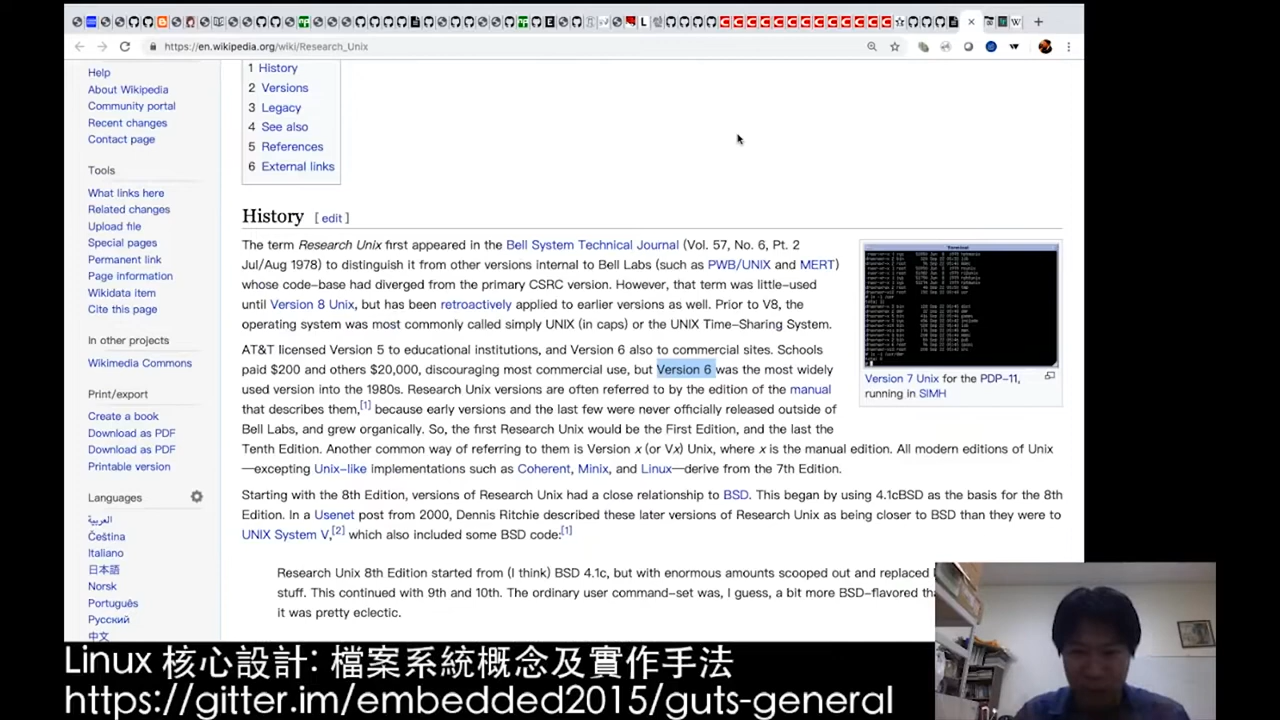 https://en.wikipedia.org/wiki/Research_Unix
Help
About Wikipedia
Community portal
Recent changes
Contact page
Tools
What links here
Related changes
Upload file
Special pages
Permanent link
Page information
Wikidata item
Cite this page
In other projects
Wikimedia Commons
Print/export
Create a book
Download as PDF
Download as PDF
Printable version
Languages
العربية
Čeština
Italiano
日本語
Norsk
Português
Русский
中文
1 History
2 Versions
3 Legacy
4 See also
5 References
6 External links
History [ edit ]
The term Research Unix first appeared in the Bell System Technical Journal (Vol. 57, No. 6, Pt. 2
1978) to distinguish it from other versions internal to Bell Labs (such as PWB/UNIX and MERT)
whose code-base had diverged from the primary CSRC version. However, that term was little-used
until Version 8 Unix, but has been retroactively applied to earlier versions as well. Prior to V8, the
operating system was most commonly called simply UNIX (in caps) or the UNIX Time-Sharing System.
AT&T licensed Version 5 to educational institutions, and Version 6 also to commercial sites. Schools
paid $200 and others $20,000, discouraging most commercial use, but Version 6 was the most widely
used version into the 1980s. Research Unix versions are often referred to by the edition of the manual
that describes them,[1] because early versions and the last few were never officially released outside of
Bell Labs, and grew organically. So, the first Research Unix would be the First Edition, and the last the
Tenth Edition. Another common way of referring to them is Version x (or Vx) Unix, where x is the manual edition. All modern editions of Unix
—excepting Unix-like implementations such as Coherent, Minix, and Linux—derive from the 7th Edition.
Version 7 Unix for the PDP-11,
running in SIMH
Starting with the 8th Edition, versions of Research Unix had a close relationship to BSD. This began by using 4.1cBSD as the basis for the 8th
Edition. In a Usenet post from 2000, Dennis Ritchie described these later versions of Research Unix as being closer to BSD than they were to
UNIX System V,[2] which also included some BSD code:[1]
Research Unix 8th Edition started from (I think) BSD 4.1c, but with enormous amounts scooped out and replaced
stuff. This continued with 9th and 10th. The ordinary user command-set was, I guess, a bit more BSD-flavored
it was pretty eclectic.
Linux 核心設計: 檔案系統概念及實作手法
https://gitter.im/embedded2015/guts-general